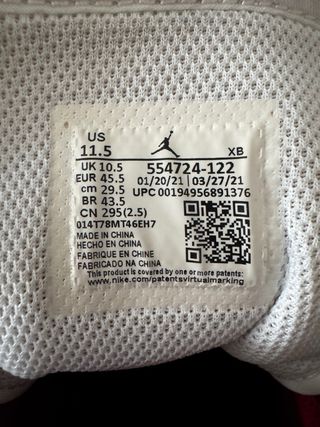 US
11.5 XB
UK 10.5 554724-122
EUR 45.5 01/20/21 | 03/27/21
cm 29.5 UPC 00194956891376
BR 43.5
CN 295(2.5)
014T78MT46EH7
MADE IN CHINA
HECHO EN CHINA
FABRIQUE EN CHINE
FABRICADO NA CHINA
This product is covered by one or more patents:
www.nike.com/patentsvirtualmarking